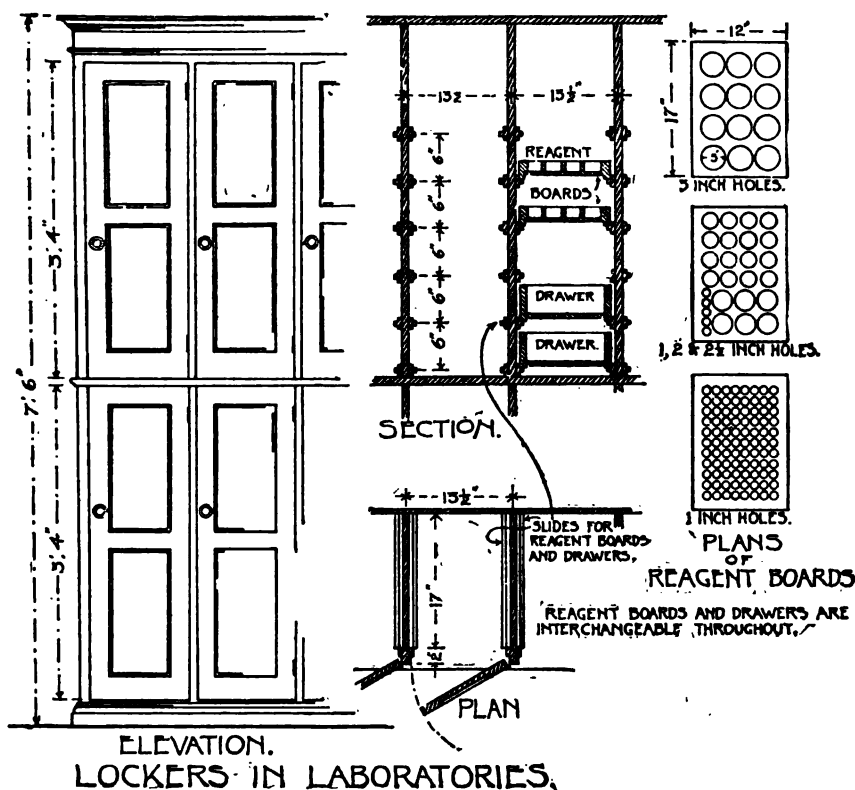 7'.6"
3'.4"
3'.4"
ELEVATION.
LOCKERS IN LABORATORIES.
13½
13½"
6"
6"
6"
6"
6"
REAGENT
BOARDS
DRAWER
DRAWER.
SECTION.
13½"
17"
2"
PLAN
SLIDES FOR
REAGENT BOARDS
AND DRAWERS.
12"
17"
3"
3 INCH HOLES.
1, 2 & 2½ INCH HOLES.
1 INCH HOLES.
PLANS
OF
REAGENT BOARDS
REAGENT BOARDS AND DRAWERS ARE
INTERCHANGEABLE THROUGHOUT.